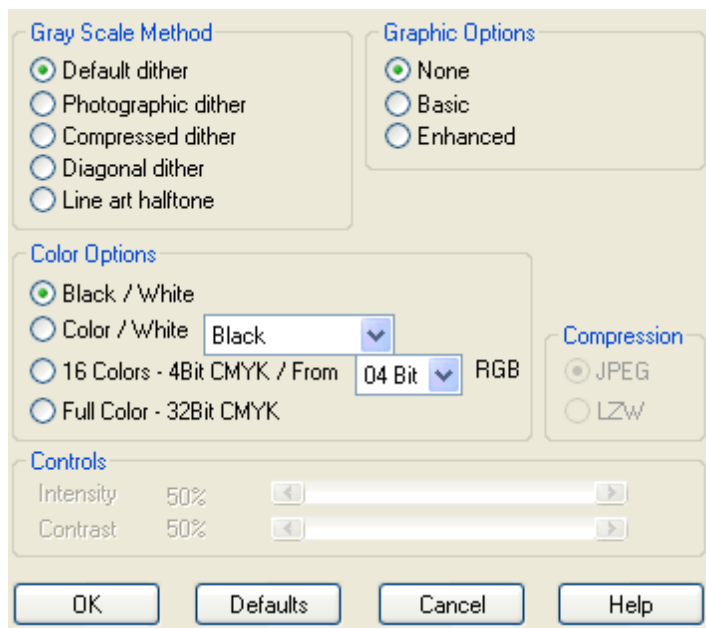 Gray Scale Method
Default dither
Photographic dither
Compressed dither
Diagonal dither
Line art halftone
Graphic Options
None
Basic
Enhanced
Color Options
Black / White
Color / White Black
16 Colors - 4Bit CMYK / From 04 Bit RGB
Full Color - 32Bit CMYK
Compression
JPEG
LZW
Controls
Intensity 50%
Contrast 50%
OK Defaults Cancel Help